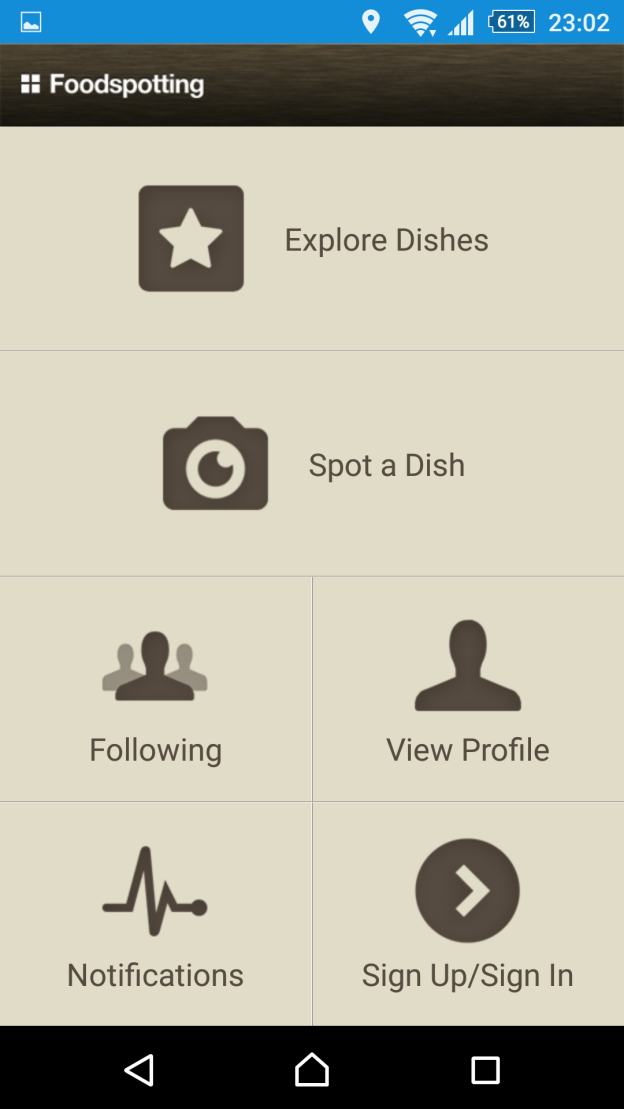 61% 23:02
Foodspotting
Explore Dishes
Spot a Dish
Following
View Profile
Notifications
Sign Up/Sign In